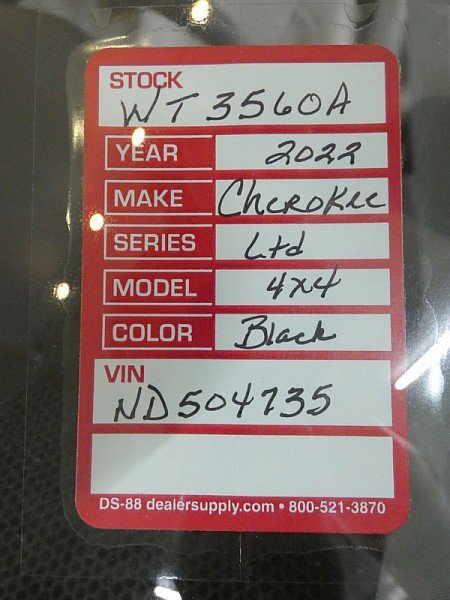 STOCK
WT3560A
YEAR 2022
MAKE Cherokee
SERIES Ltd
MODEL 4x4
COLOR Black
VIN
ND504735
DS-88 dealersupply.com • 800-521-3870